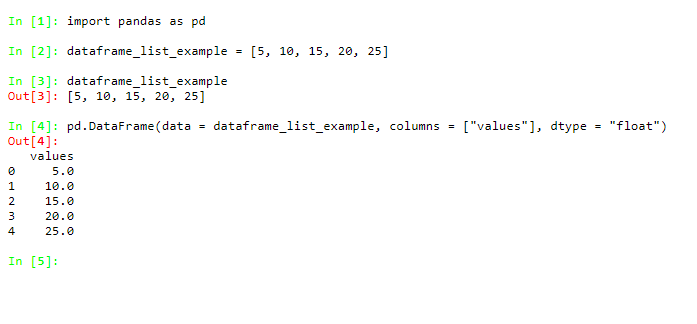 In [1]: import pandas as pd
In [2]: dataframe_list_example = [5, 10, 15, 20, 25]
In [3]: dataframe_list_example
Out[3]: [5, 10, 15, 20, 25]
In [4]: pd.DataFrame(data = dataframe_list_example, columns = ["values"], dtype = "float")
Out[4]:
values
0 5.0
1 10.0
2 15.0
3 20.0
4 25.0
In [5]: